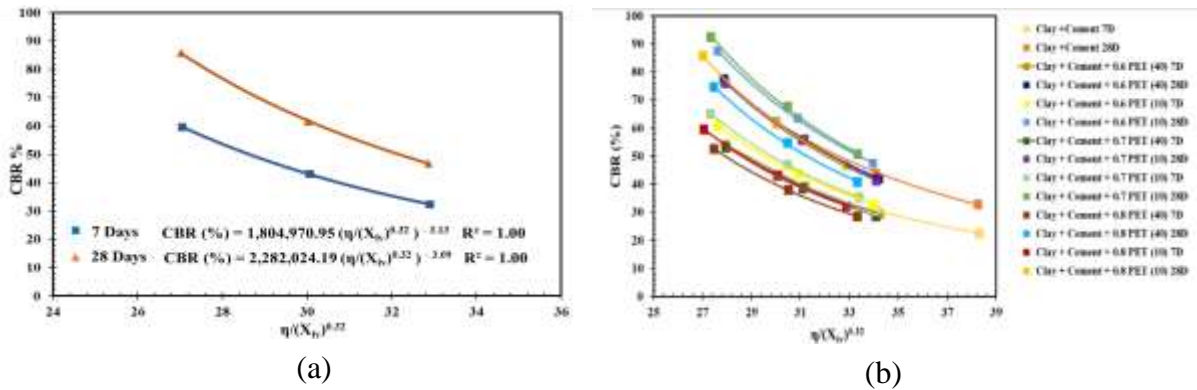 100
90
80
70
60
50
40
30
20
10
0
CBR %
7 Days CBR (%) = 1,804,970.95 (η/(Xiv)^0.32) ^-3.13 R² = 1.00
28 Days CBR (%) = 2,282,024.19 (η/(Xiv)^0.32) ^-3.09 R² = 1.00
24 26 28 30 32 34 36
η/(Xiv)^0.32
(a)
100
90
80
70
60
50
40
30
20
10
0
CBR (%)
25 27 29 31 33 35 37 39
η/(Xiv)^0.32
Clay +Cement 7D
Clay +Cement 28D
Clay + Cement + 0.6 PET (40) 7D
Clay + Cement + 0.6 PET (40) 28D
Clay + Cement + 0.6 PET (10) 7D
Clay + Cement + 0.6 PET (10) 28D
Clay + Cement + 0.7 PET (40) 7D
Clay + Cement + 0.7 PET (10) 28D
Clay + Cement + 0.7 PET (10) 7D
Clay + Cement + 0.7 PET (10) 28D
Clay + Cement + 0.8 PET (40) 7D
Clay + Cement + 0.8 PET (40) 28D
Clay + Cement + 0.8 PET (10) 7D
Clay + Cement + 0.8 PET (10) 28D
(b)